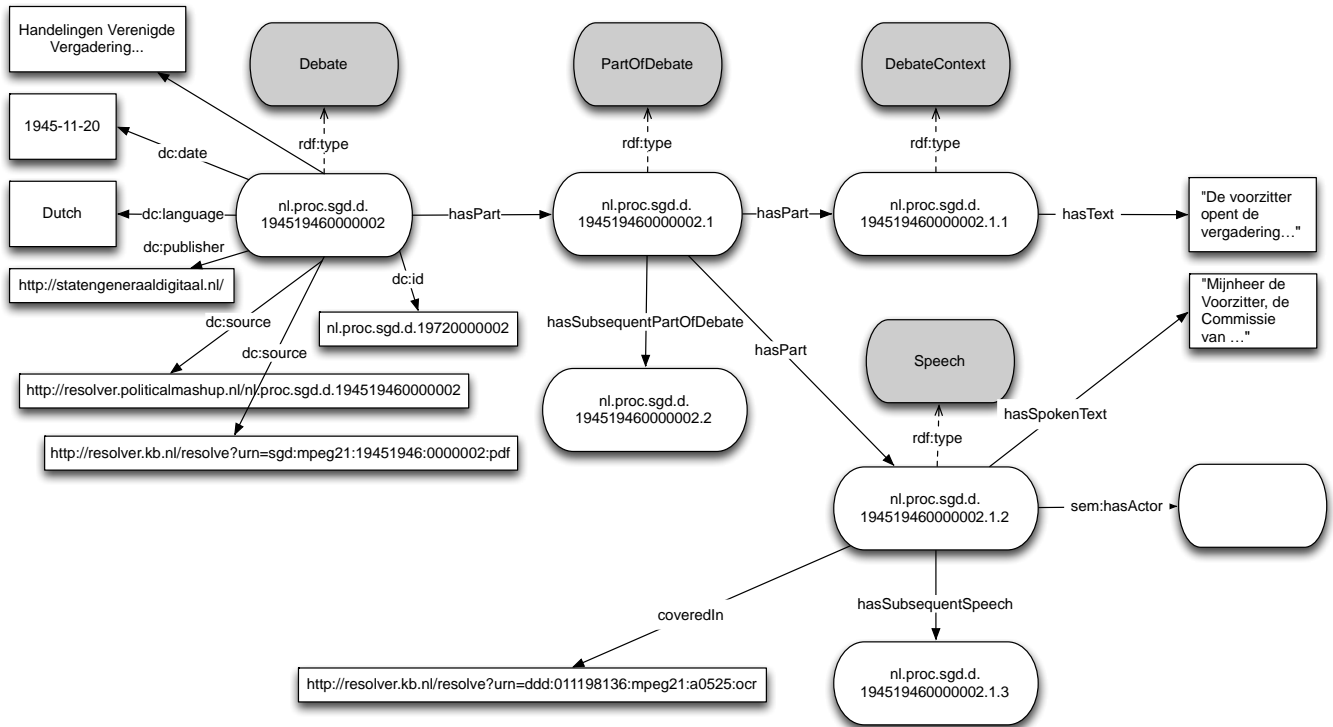 Handelingen Verenigde
Vergadering...
Debate
PartOfDebate
DebateContext
1945-11-20
dc:date
rdf:type
rdf:type
rdf:type
Dutch
dc:language
nl.proc.sgd.d.
194519460000002
hasPart
nl.proc.sgd.d.
194519460000002.1
hasPart
nl.proc.sgd.d.
194519460000002.1.1
hasText
"De voorzitter
opent de
vergadering…"
dc:publisher
http://statengeneraaldigitaal.nl/
dc:id
nl.proc.sgd.d.19720000002
dc:source
dc:source
hasSubsequentPartOfDebate
hasPart
"Mijnheer de
Voorzitter, de
Commissie
van …"
Speech
http://resolver.politicalmashup.nl/nl.proc.sgd.d.194519460000002
nl.proc.sgd.d.
194519460000002.2
hasSpokenText
rdf:type
http://resolver.kb.nl/resolve?urn=sgd:mpeg21:19451946:0000002:pdf
nl.proc.sgd.d.
194519460000002.1.2
sem:hasActor
coveredIn
hasSubsequentSpeech
http://resolver.kb.nl/resolve?urn=ddd:011198136:mpeg21:a0525:ocr
nl.proc.sgd.d.
194519460000002.1.3